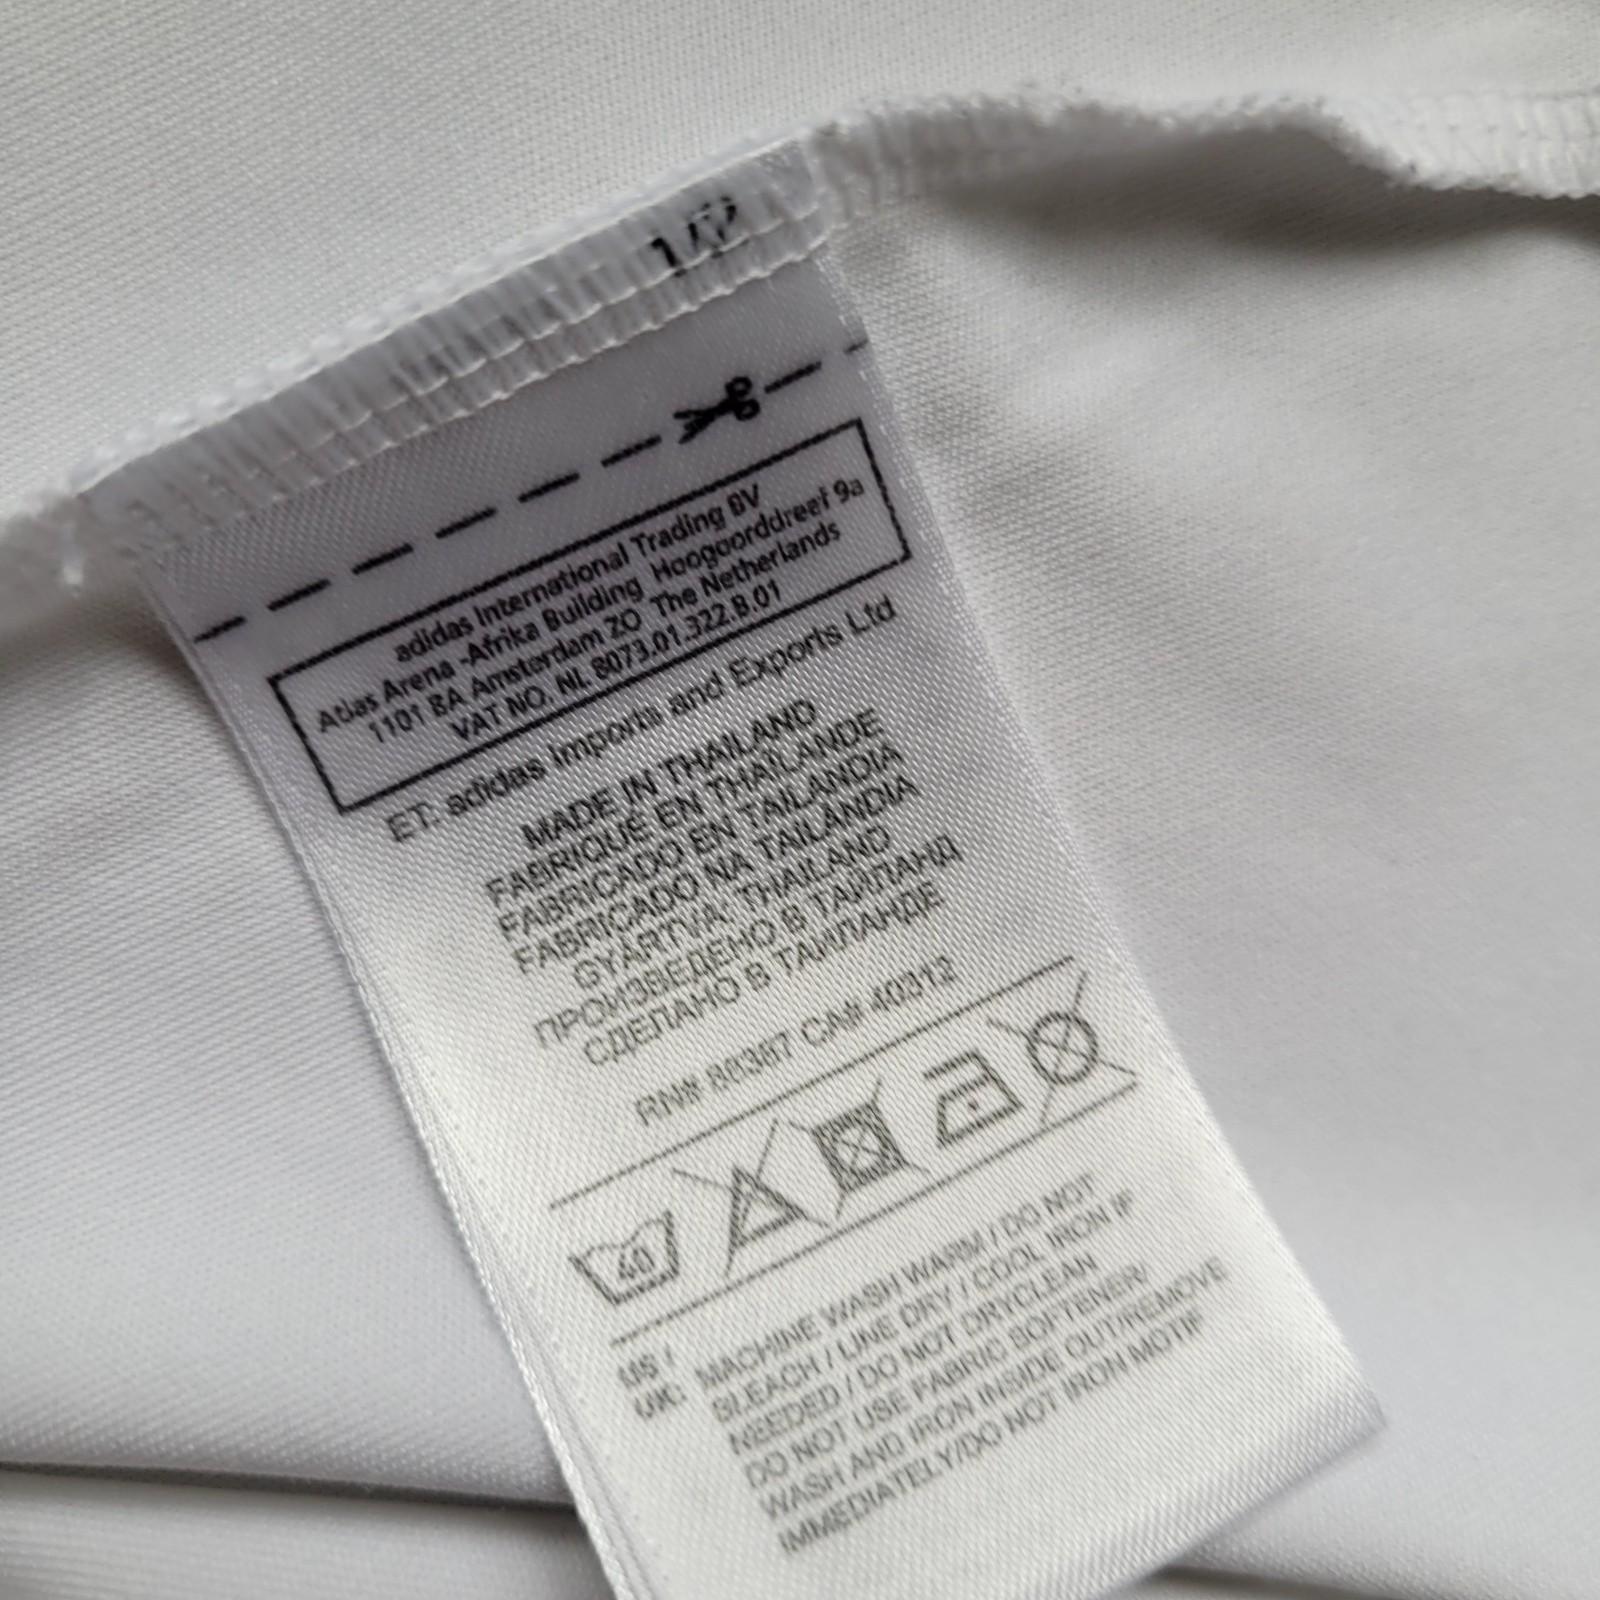 adidas International Trading BV
Atlas Arena -Afrika Building Hoogoorddreef 9a
1101 BA Amsterdam ZO The Netherlands
VAT NO. NL 8073.01.322.B.01
ET: adidas Imports and Exports Ltd
MADE IN THAILAND
FABRIQUÉ EN THAÏLANDE
FABRICADO EN TAILANDIA
FABRICADO NA TAILÂNDIA
GYÁRTVA: THAILAND
ПРОИЗВЕДЕНО В ТАЙЛАНД
СДЕЛАНО В ТАИЛАНДЕ
RN# 88387 CA# 40312
40
US /
UK: MACHINE WASH WARM / DO NOT
BLEACH / LINE DRY / COOL IRON IF
NEEDED / DO NOT DRYCLEAN
DO NOT USE FABRIC SOFTENER/
WASH AND IRON INSIDE OUT/REMOVE
IMMEDIATELY/DO NOT IRON MOTIF